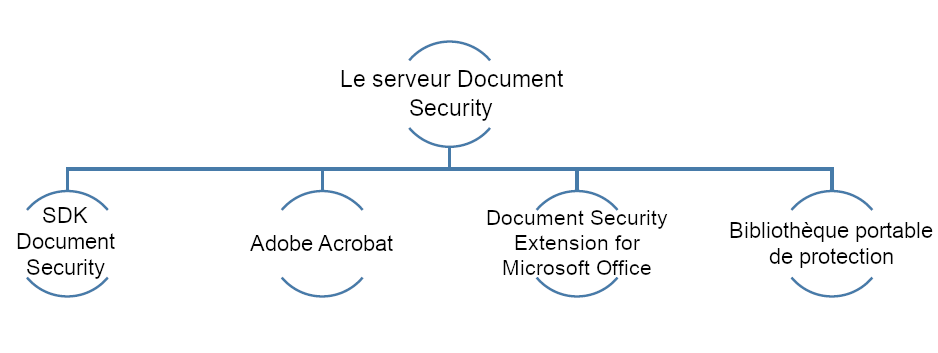 Le serveur Document
Security
SDK
Document
Security
Adobe Acrobat
Document Security
Extension for
Microsoft Office
Bibliothèque portable
de protection